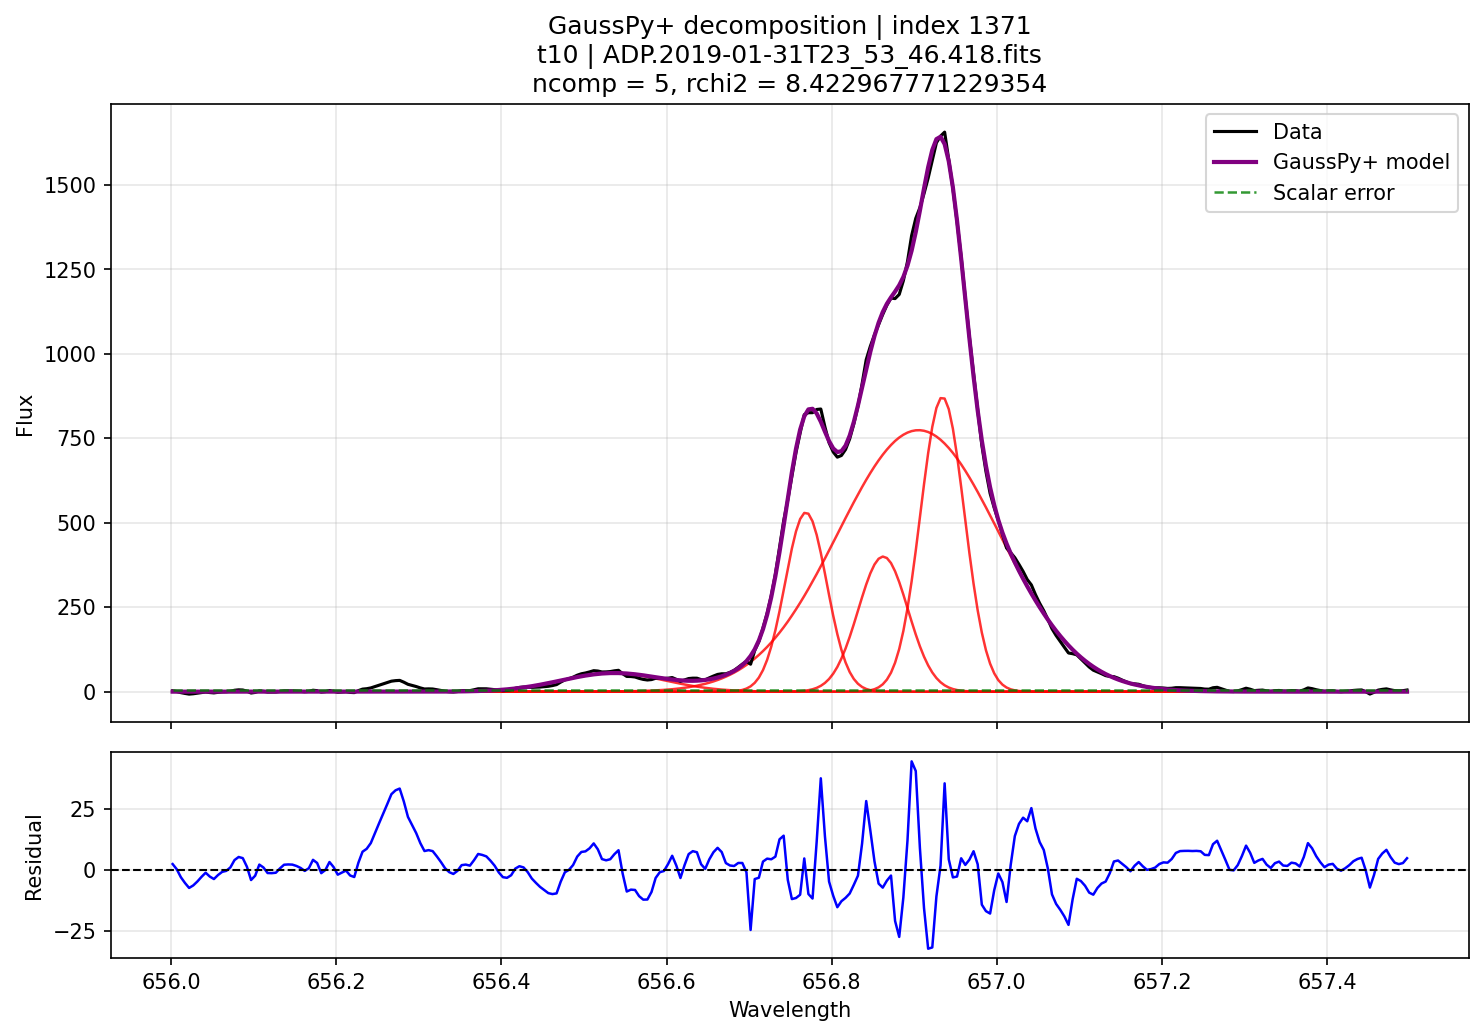 GaussPy+ decomposition | index 1371
t10 | ADP.2019-01-31T23_53_46.418.fits
ncomp = 5, rchi2 = 8.422967771229354
Data
GaussPy+ model
Scalar error
Flux
1500
1250
1000
750
500
250
0
Residual
25
0
−25
656.0
656.2
656.4
656.6
656.8
657.0
657.2
657.4
Wavelength